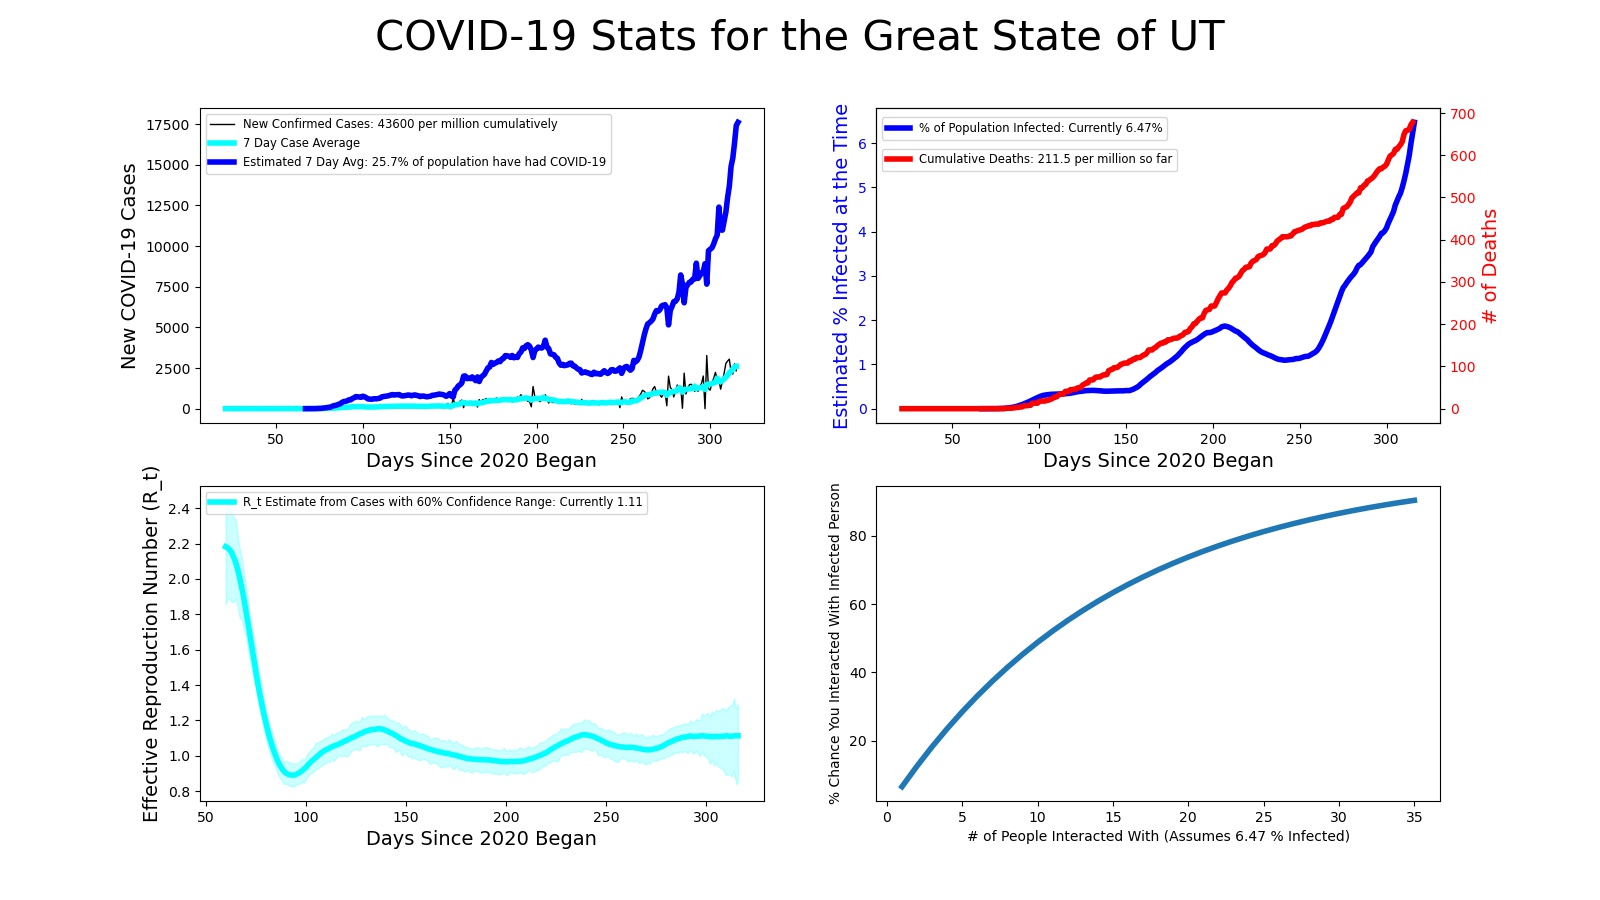 COVID-19 Stats for the Great State of UT
New COVID-19 Cases
17500
15000
12500
10000
7500
5000
2500
0
New Confirmed Cases: 43600 per million cumulatively
7 Day Case Average
Estimated 7 Day Avg: 25.7% of population have had COVID-19
50 100 150 200 250 300
Days Since 2020 Began
Estimated % Infected at the Time
6
5
4
3
2
1
0
% of Population Infected: Currently 6.47%
Cumulative Deaths: 211.5 per million so far
700
600
500
400
300
200
100
0
# of Deaths
50 100 150 200 250 300
Days Since 2020 Began
Effective Reproduction Number (R_t)
2.4
2.2
2.0
1.8
1.6
1.4
1.2
1.0
0.8
R_t Estimate from Cases with 60% Confidence Range: Currently 1.11
50 100 150 200 250 300
Days Since 2020 Began
% Chance You Interacted With Infected Person
80
60
40
20
0 5 10 15 20 25 30 35
# of People Interacted With (Assumes 6.47 % Infected)